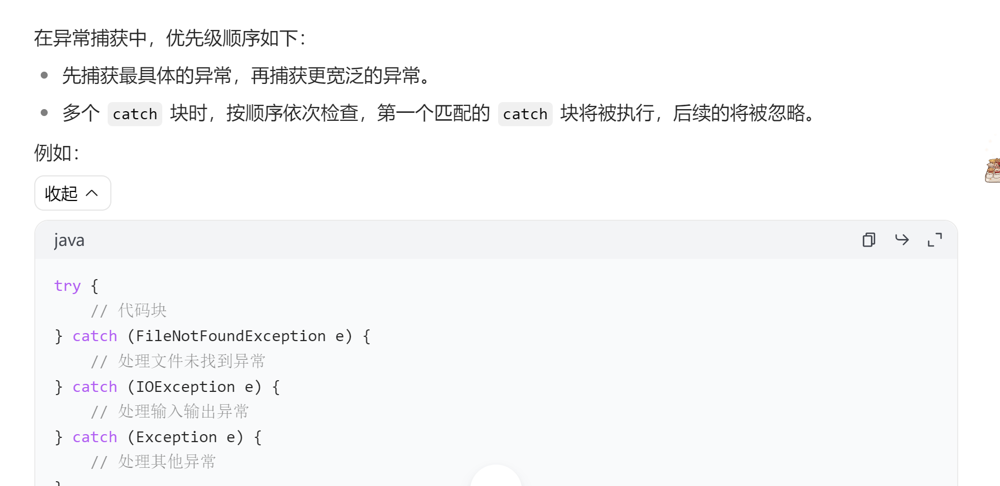 在异常捕获中，优先级顺序如下：
先捕获最具体的异常，再捕获更宽泛的异常。
多个 catch 块时，按顺序依次检查，第一个匹配的 catch 块将被执行，后续的将被忽略。
例如：
收起
java
try {
    // 代码块
} catch (FileNotFoundException e) {
    // 处理文件未找到异常
} catch (IOException e) {
    // 处理输入输出异常
} catch (Exception e) {
    // 处理其他异常
}